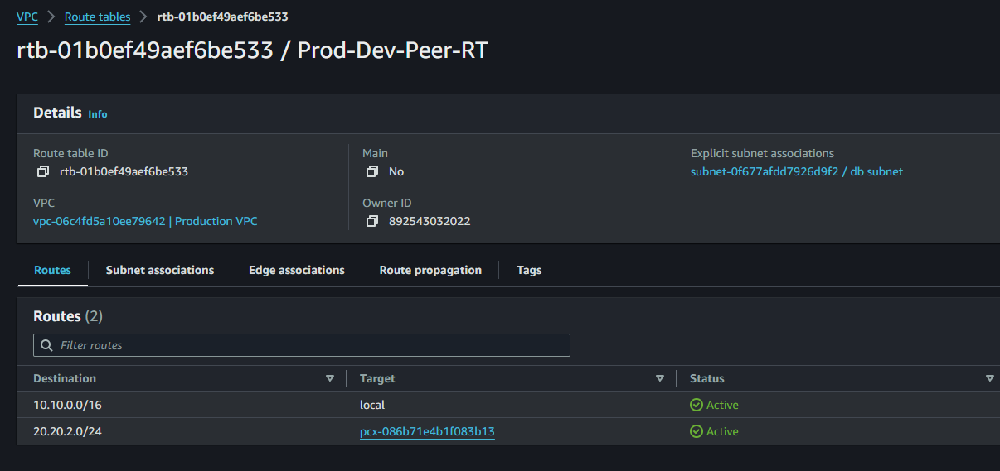 VPC > Route tables > rtb-01b0ef49aef6be533
rtb-01b0ef49aef6be533 / Prod-Dev-Peer-RT
Details Info
Route table ID
rtb-01b0ef49aef6be533
Main
No
Explicit subnet associations
subnet-0f677afdd7926d9f2 / db subnet
VPC
vpc-06c4fd5a10ee79642 | Production VPC
Owner ID
892543032022
Routes Subnet associations Edge associations Route propagation Tags
Routes (2)
Filter routes
Destination Target Status
10.10.0.0/16 local Active
20.20.2.0/24 pcx-086b71e4b1f083b13 Active